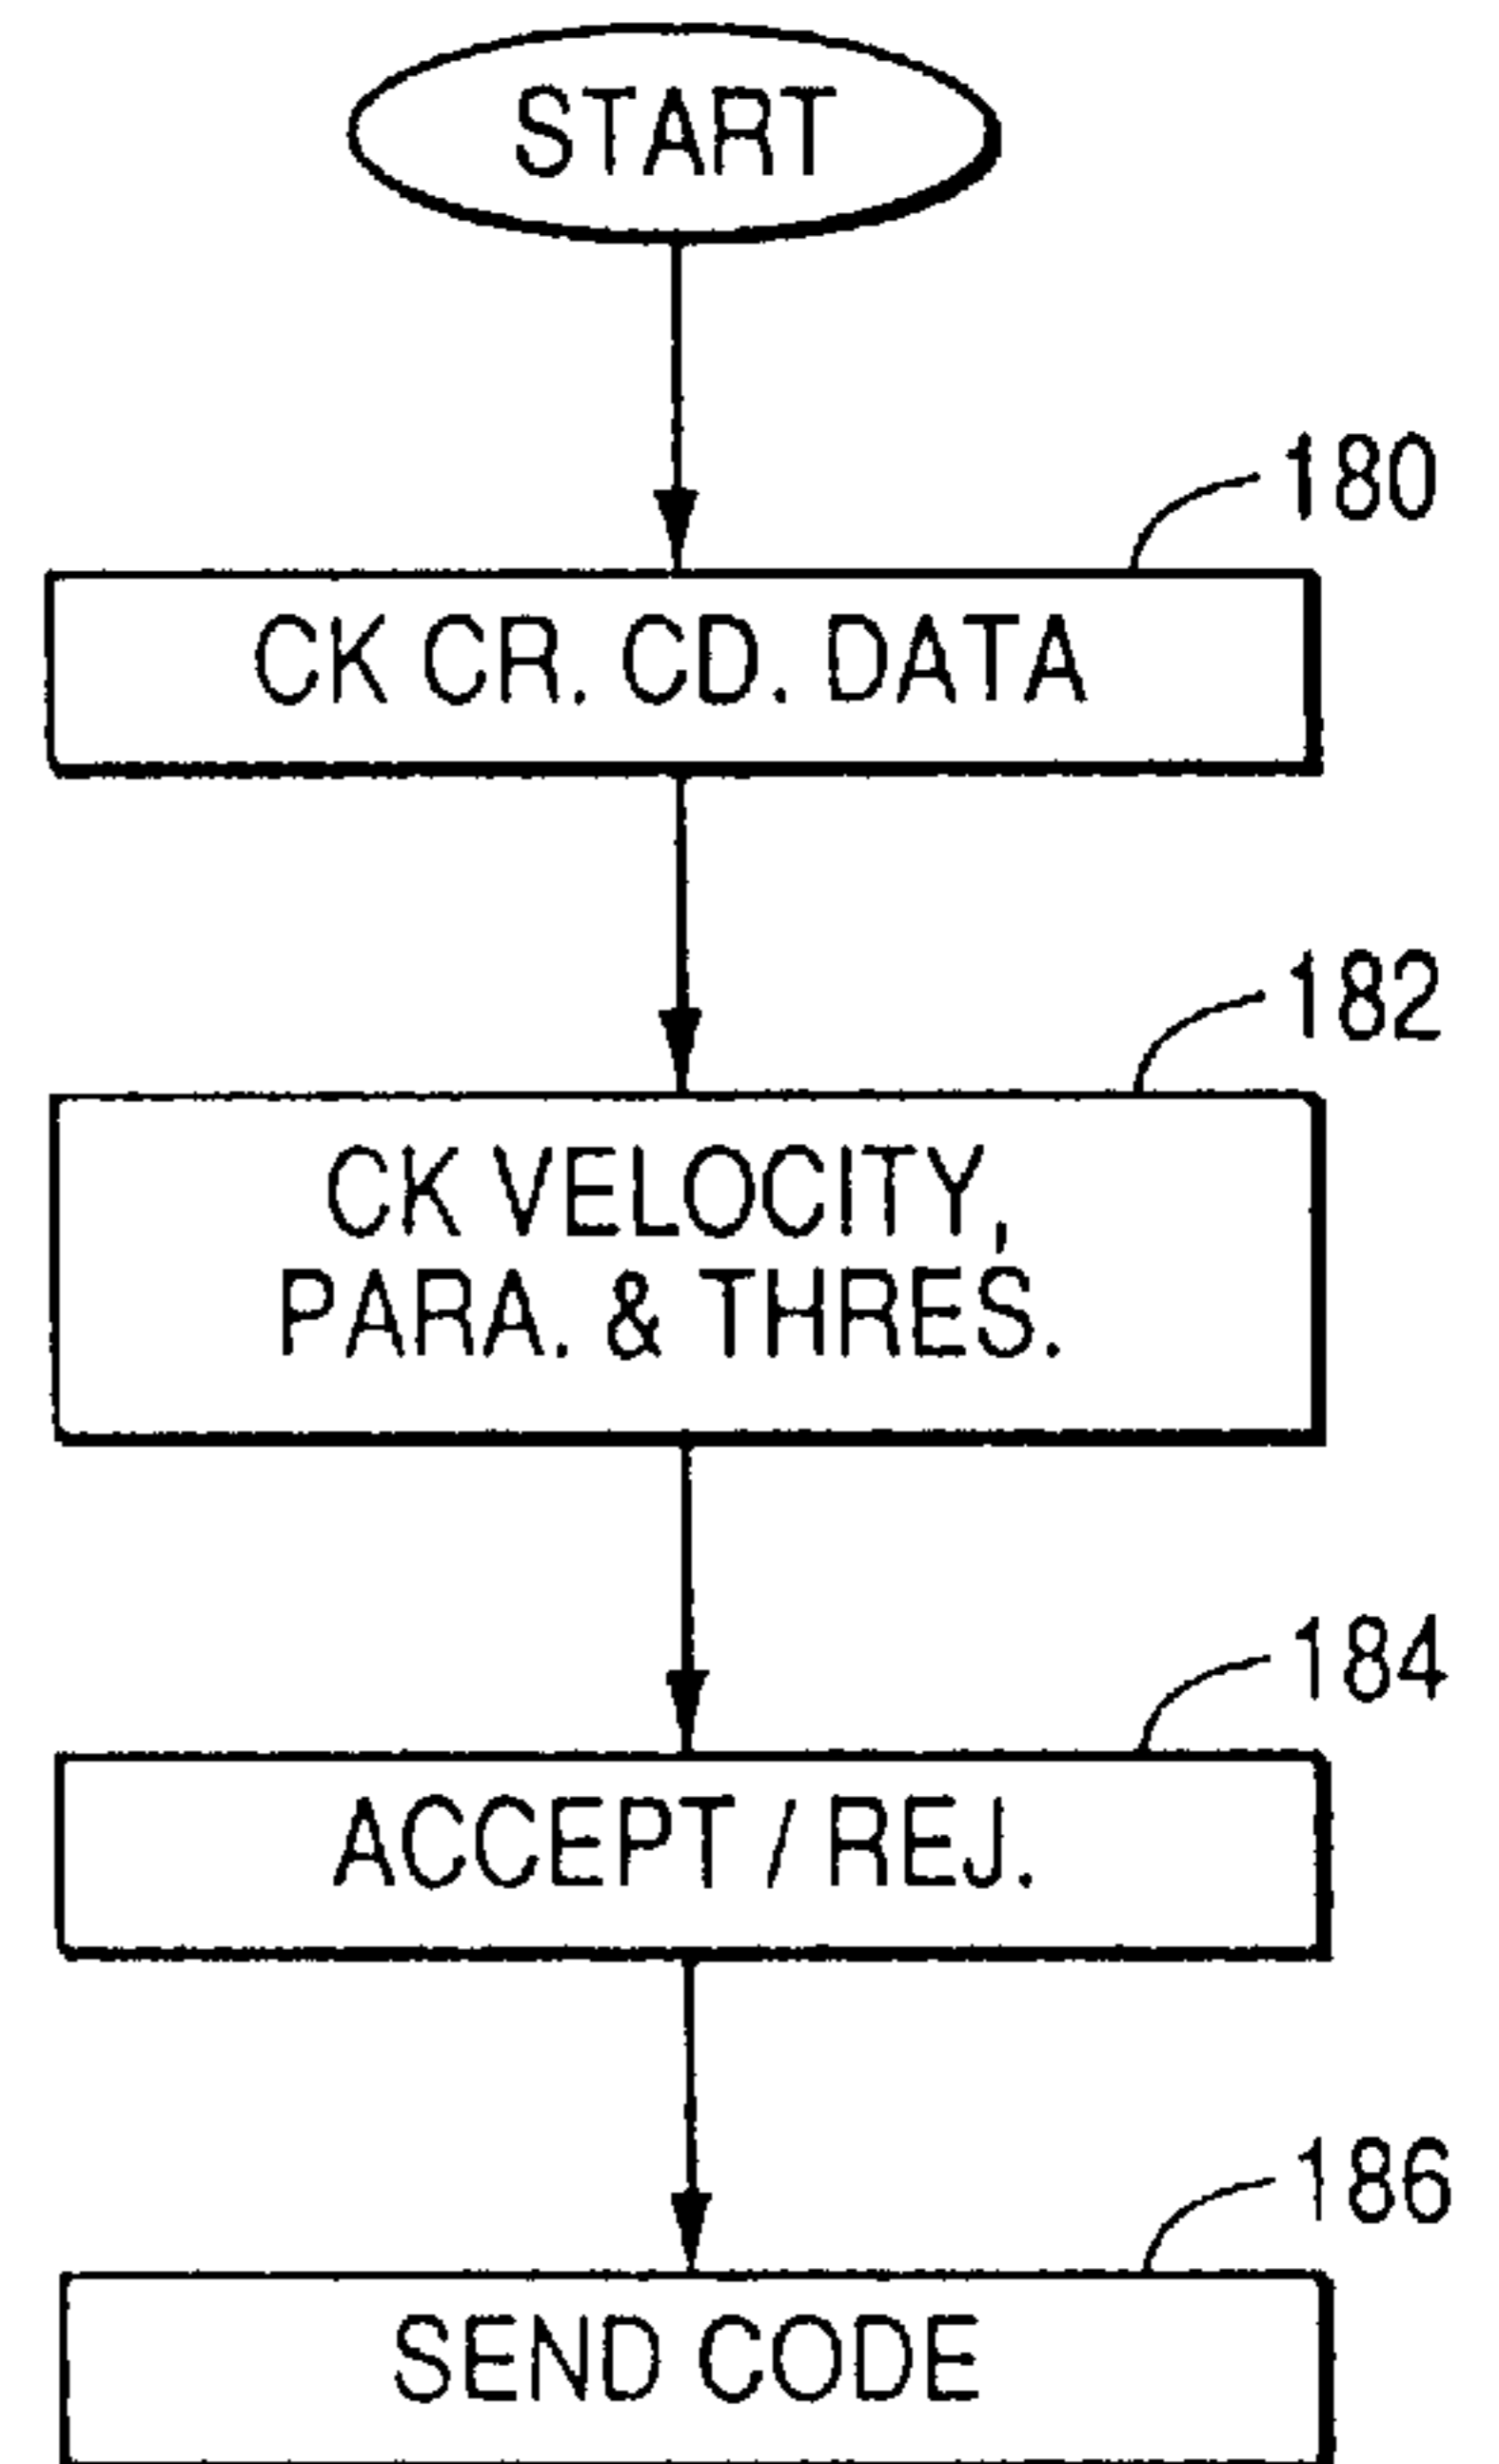 START
180
CK CR. CD. DATA
182
CK VELOCITY,
PARA. & THRES.
184
ACCEPT / REJ.
186
SEND CODE